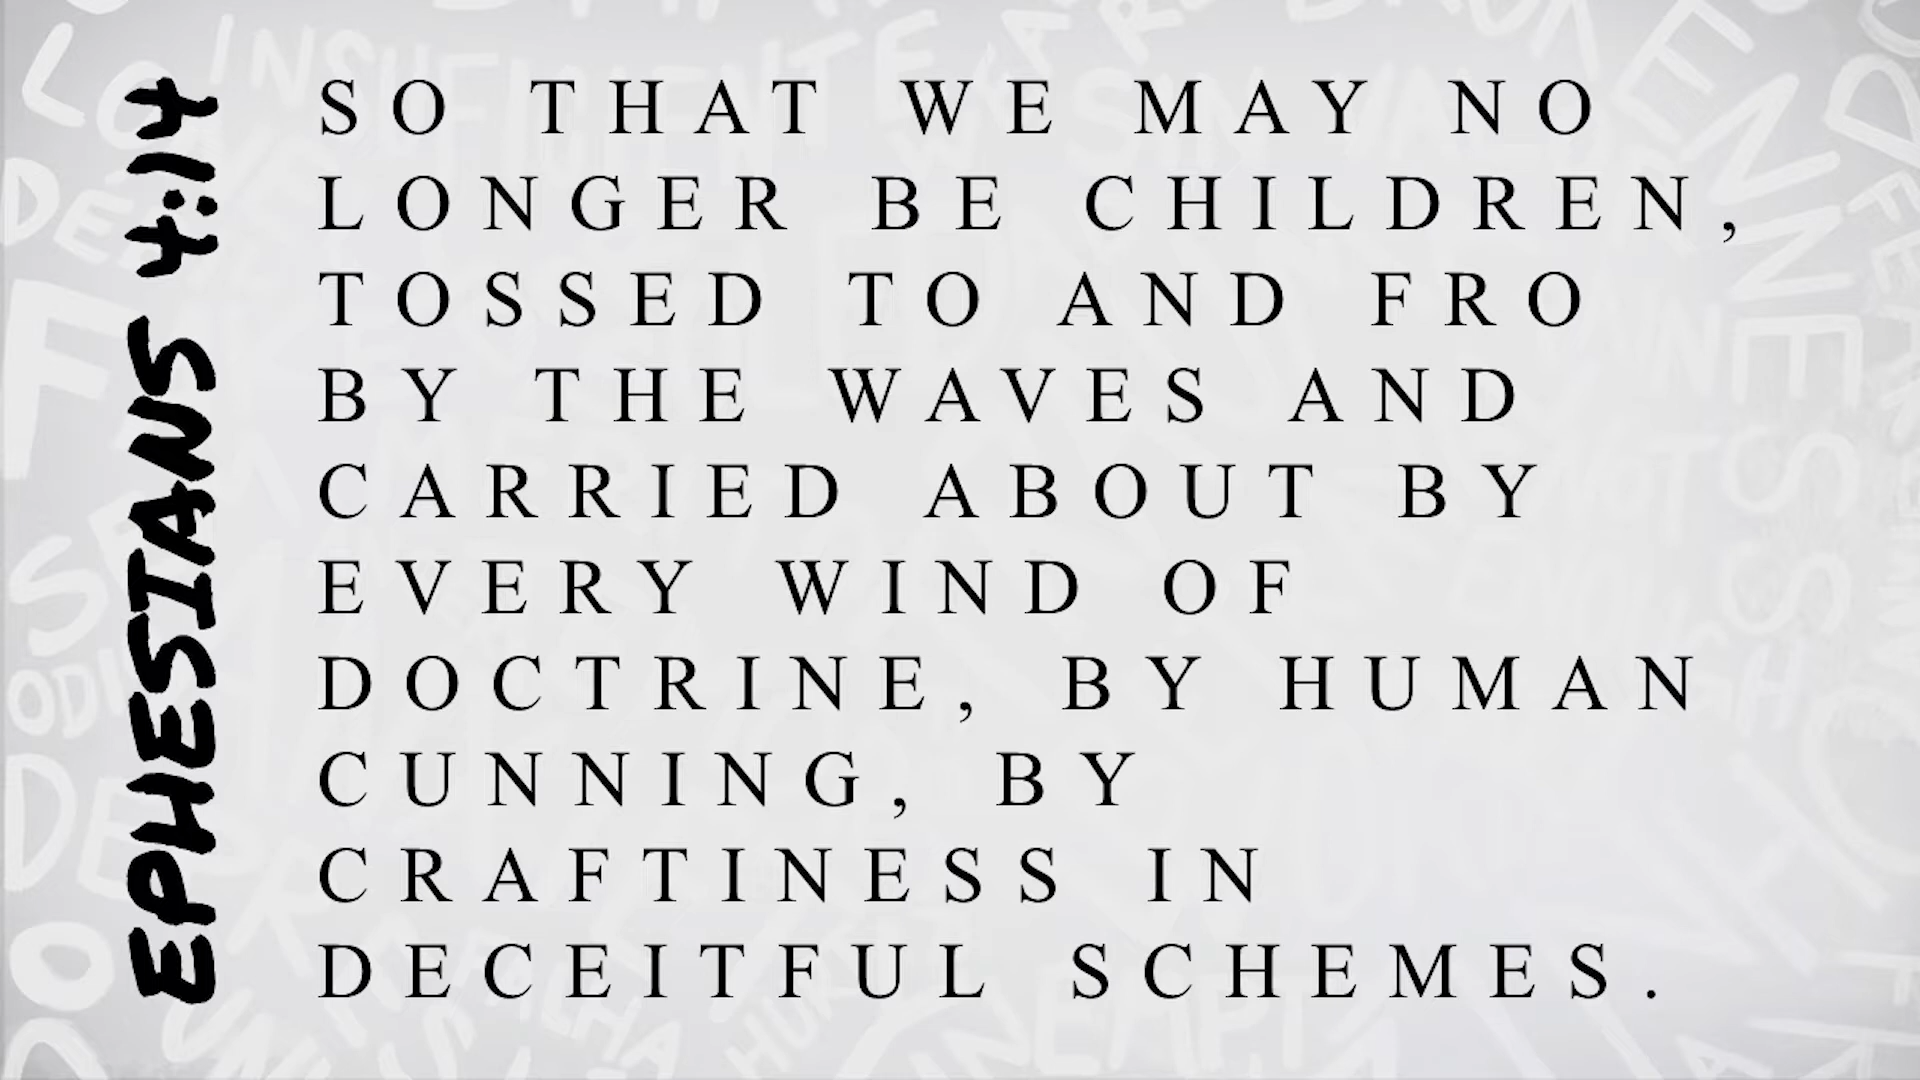 EPHESIANS 4:14
SO THAT WE MAY NO
LONGER BE CHILDREN,
TOSSED TO AND FRO
BY THE WAVES AND
CARRIED ABOUT BY
EVERY WIND OF
DOCTRINE, BY HUMAN
CUNNING, BY
CRAFTINESS IN
DECEITFUL SCHEMES.